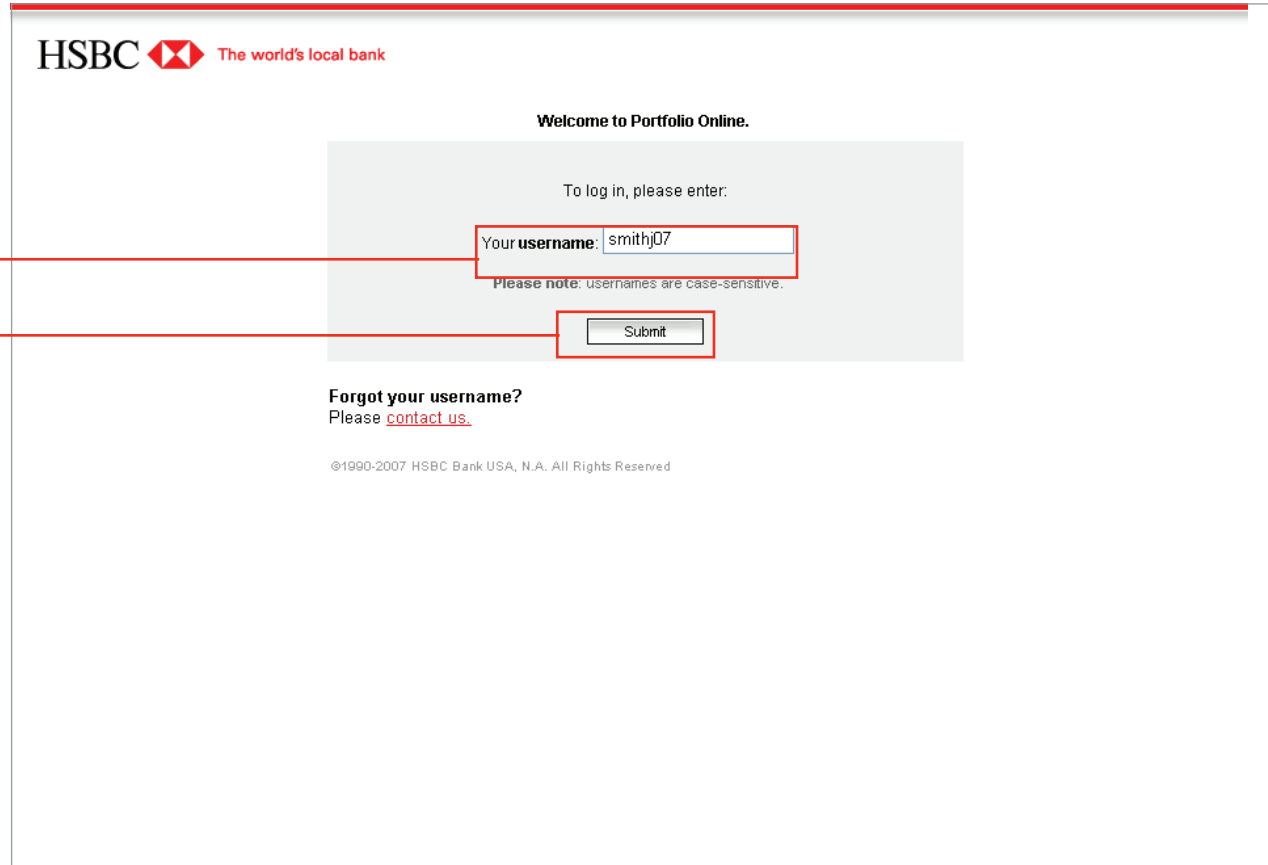 HSBC The world's local bank
Welcome to Portfolio Online.
To log in, please enter:
Your username: smithj07
Please note: usernames are case-sensitive.
Submit
Forgot your username?
Please contact us.
©1990-2007 HSBC Bank USA, N.A. All Rights Reserved